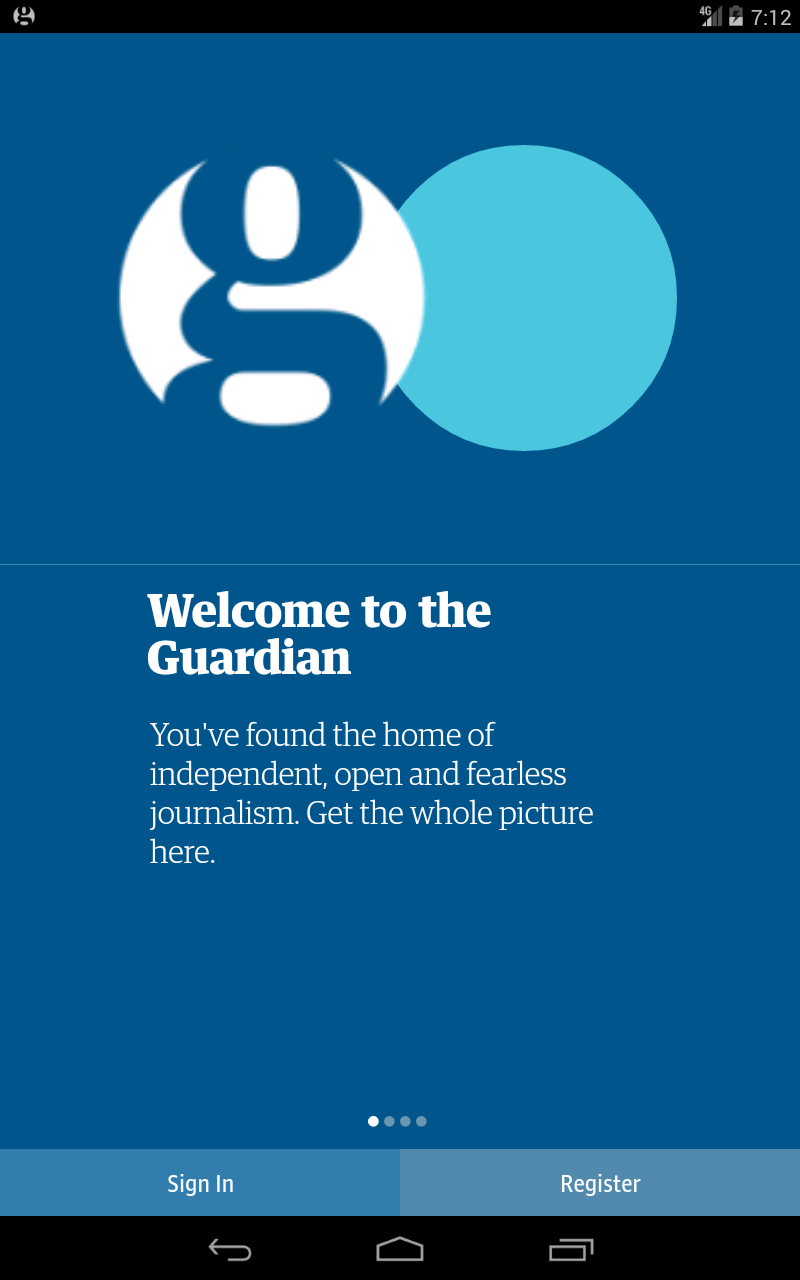 4G 7:12
g
Welcome to the
Guardian
You've found the home of
independent, open and fearless
journalism. Get the whole picture
here.
Sign In
Register